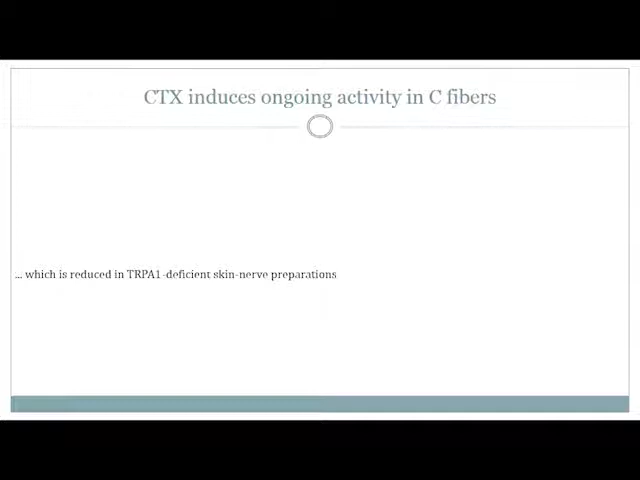 CTX induces ongoing activity in C fibers
... which is reduced in TRPA1-deficient skin-nerve preparations